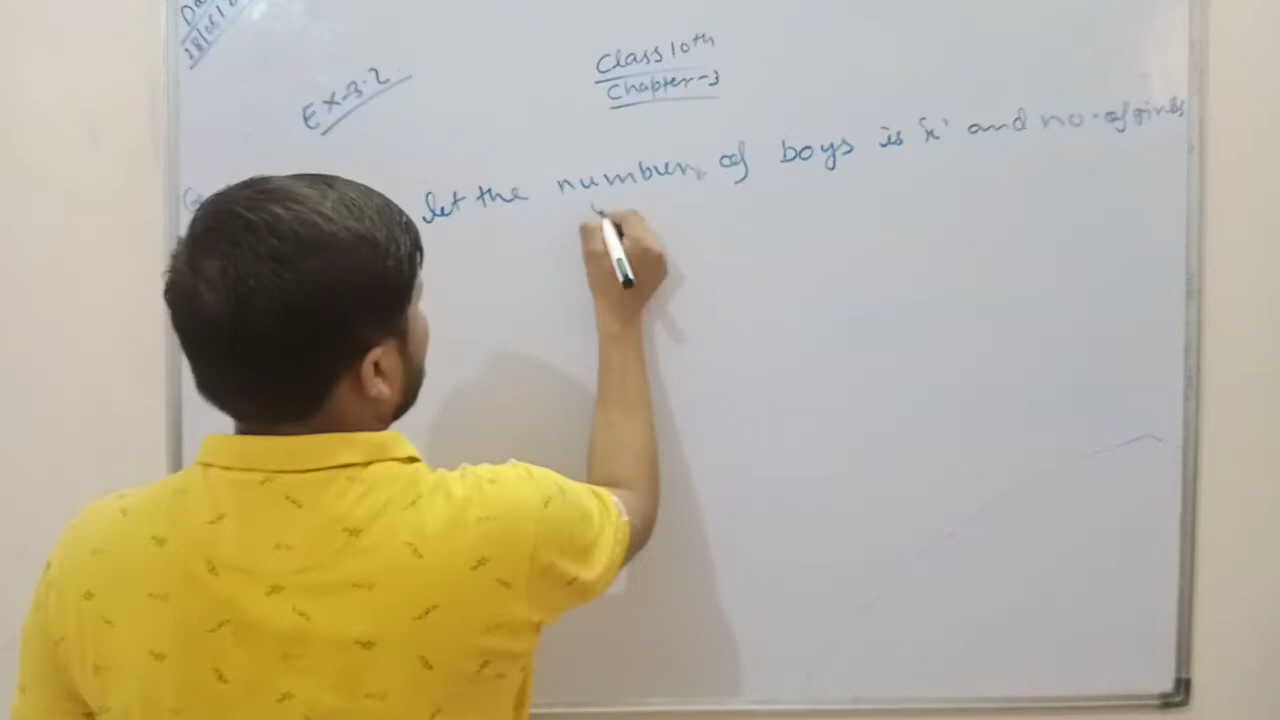 Class 10th
Chapter-3
Ex-3.2
let the number of boys is 'x' and no. of girls